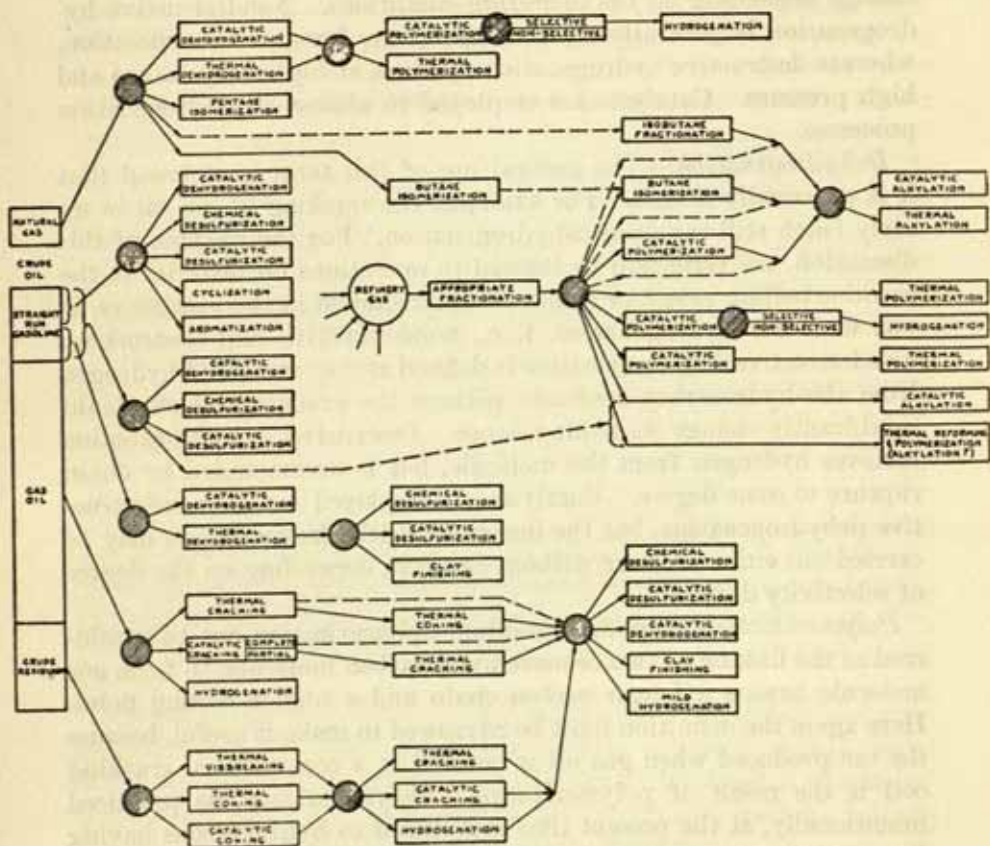 CATALYTIC
DEHYDROGENATION
THERMAL
DEHYDROGENATION
PENTANE
ISOMERIZATION
CATALYTIC
POLYMERIZATION
SELECTIVE
NON-SELECTIVE
HYDROGENATION
THERMAL
POLYMERIZATION
ISOBUTANE
FRACTIONATION
BUTANE
ISOMERIZATION
BUTANE
ISOMERIZATION
CATALYTIC
ALKYLATION
THERMAL
ALKYLATION
CATALYTIC
POLYMERIZATION
NATURAL
GAS
CRUDE
OIL
STRAIGHT
RUN
GASOLINE
GAS
OIL
CRUDE
CATALYTIC
DEHYDROGENATION
CHEMICAL
DESULFURIZATION
CATALYTIC
DESULFURIZATION
CYCLIZATION
AROMATIZATION
REFINERY
GAS
APPROPRIATE
FRACTIONATION
THERMAL
POLYMERIZATION
CATALYTIC
POLYMERIZATION
SELECTIVE
NON-SELECTIVE
HYDROGENATION
CATALYTIC
POLYMERIZATION
THERMAL
POLYMERIZATION
CATALYTIC
ALKYLATION
THERMAL REFORMING
& POLYMERIZATION
(ALKYLATION?)
CATALYTIC
DEHYDROGENATION
CHEMICAL
DESULFURIZATION
CATALYTIC
DESULFURIZATION
CATALYTIC
DEHYDROGENATION
THERMAL
DEHYDROGENATION
CHEMICAL
DESULFURIZATION
CATALYTIC
DESULFURIZATION
CLAY
FINISHING
THERMAL
CRACKING
CATALYTIC
CRACKING
COMPLETE
PARTIAL
HYDROGENATION
THERMAL
COKING
THERMAL
CRACKING
CHEMICAL
DESULFURIZATION
CATALYTIC
DESULFURIZATION
CATALYTIC
DEHYDROGENATION
CLAY
FINISHING
MILD
HYDROGENATION
THERMAL
VISBREAKING
THERMAL
COKING
CATALYTIC
COKING
THERMAL
CRACKING
CATALYTIC
CRACKING
HYDROGENATION